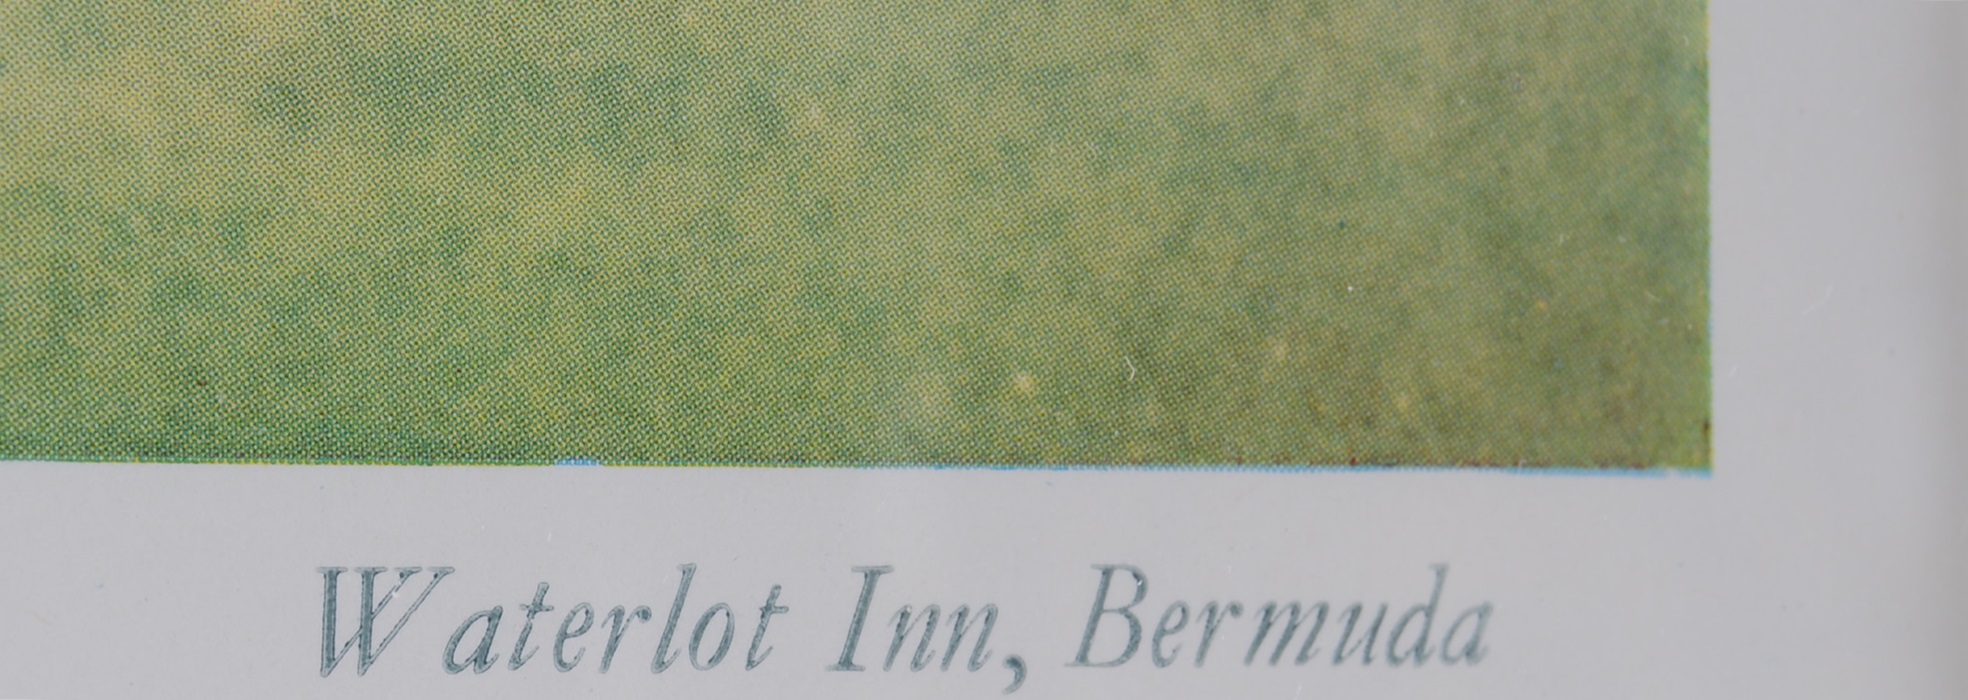 Waterlot Inn, Bermuda